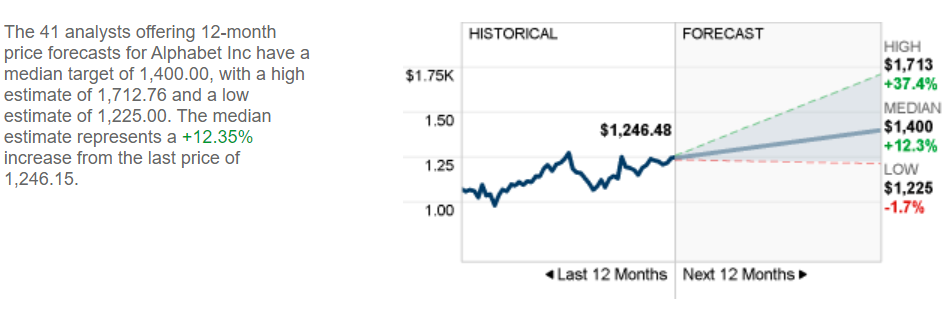 The 41 analysts offering 12-month
price forecasts for Alphabet Inc have a
median target of 1,400.00, with a high
estimate of 1,712.76 and a low
estimate of 1,225.00. The median
estimate represents a +12.35%
increase from the last price of
1,246.15.
HISTORICAL
FORECAST
$1.75K
1.50
1.25
1.00
$1,246.48
HIGH
$1,713
+37.4%
MEDIAN
$1,400
+12.3%
LOW
$1,225
-1.7%
◄ Last 12 Months
Next 12 Months ►